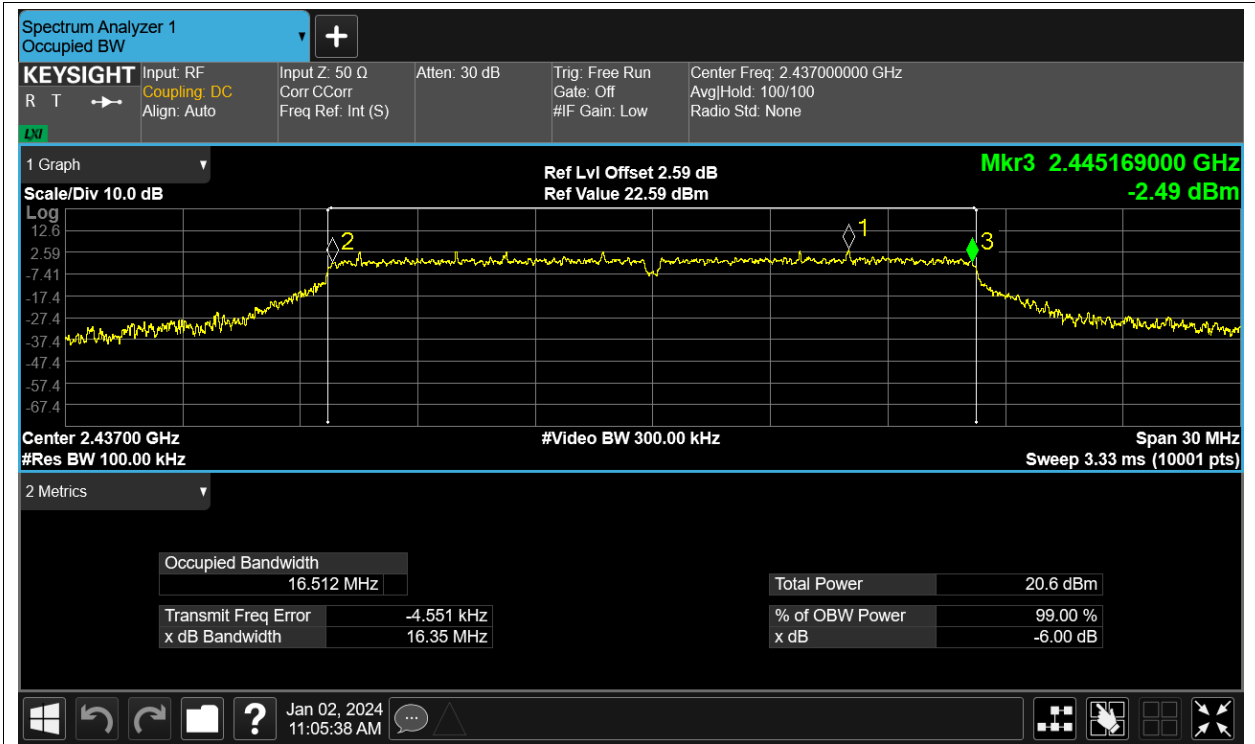 Spectrum Analyzer 1
Occupied BW
KEYSIGHT
R T
LXI
Input: RF
Coupling: DC
Align: Auto
Input Z: 50 Ω
Corr CCorr
Freq Ref: Int (S)
Atten: 30 dB
Trig: Free Run
Gate: Off
#IF Gain: Low
Center Freq: 2.437000000 GHz
Avg|Hold: 100/100
Radio Std: None
1 Graph
Scale/Div 10.0 dB
Ref Lvl Offset 2.59 dB
Ref Value 22.59 dBm
Mkr3 2.445169000 GHz
-2.49 dBm
Log
12.6
2.59
-7.41
-17.4
-27.4
-37.4
-47.4
-57.4
-67.4
2
1
3
Center 2.43700 GHz
#Res BW 100.00 kHz
#Video BW 300.00 kHz
Span 30 MHz
Sweep 3.33 ms (10001 pts)
2 Metrics
Occupied Bandwidth
16.512 MHz
Transmit Freq Error -4.551 kHz
x dB Bandwidth 16.35 MHz
Total Power 20.6 dBm
% of OBW Power 99.00 %
x dB -6.00 dB
?
Jan 02, 2024
11:05:38 AM